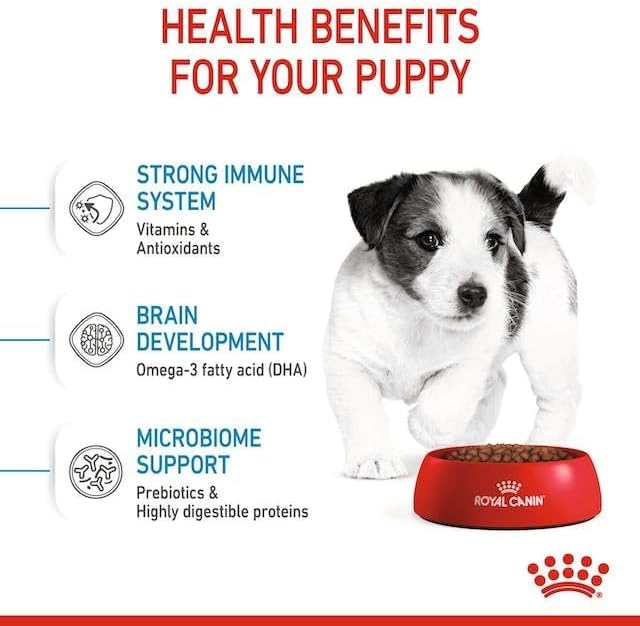 HEALTH BENEFITS
FOR YOUR PUPPY
STRONG IMMUNE
SYSTEM
Vitamins &
Antioxidants
BRAIN
DEVELOPMENT
Omega-3 fatty acid (DHA)
MICROBIOME
SUPPORT
Prebiotics &
Highly digestible proteins
ROYAL CANIN